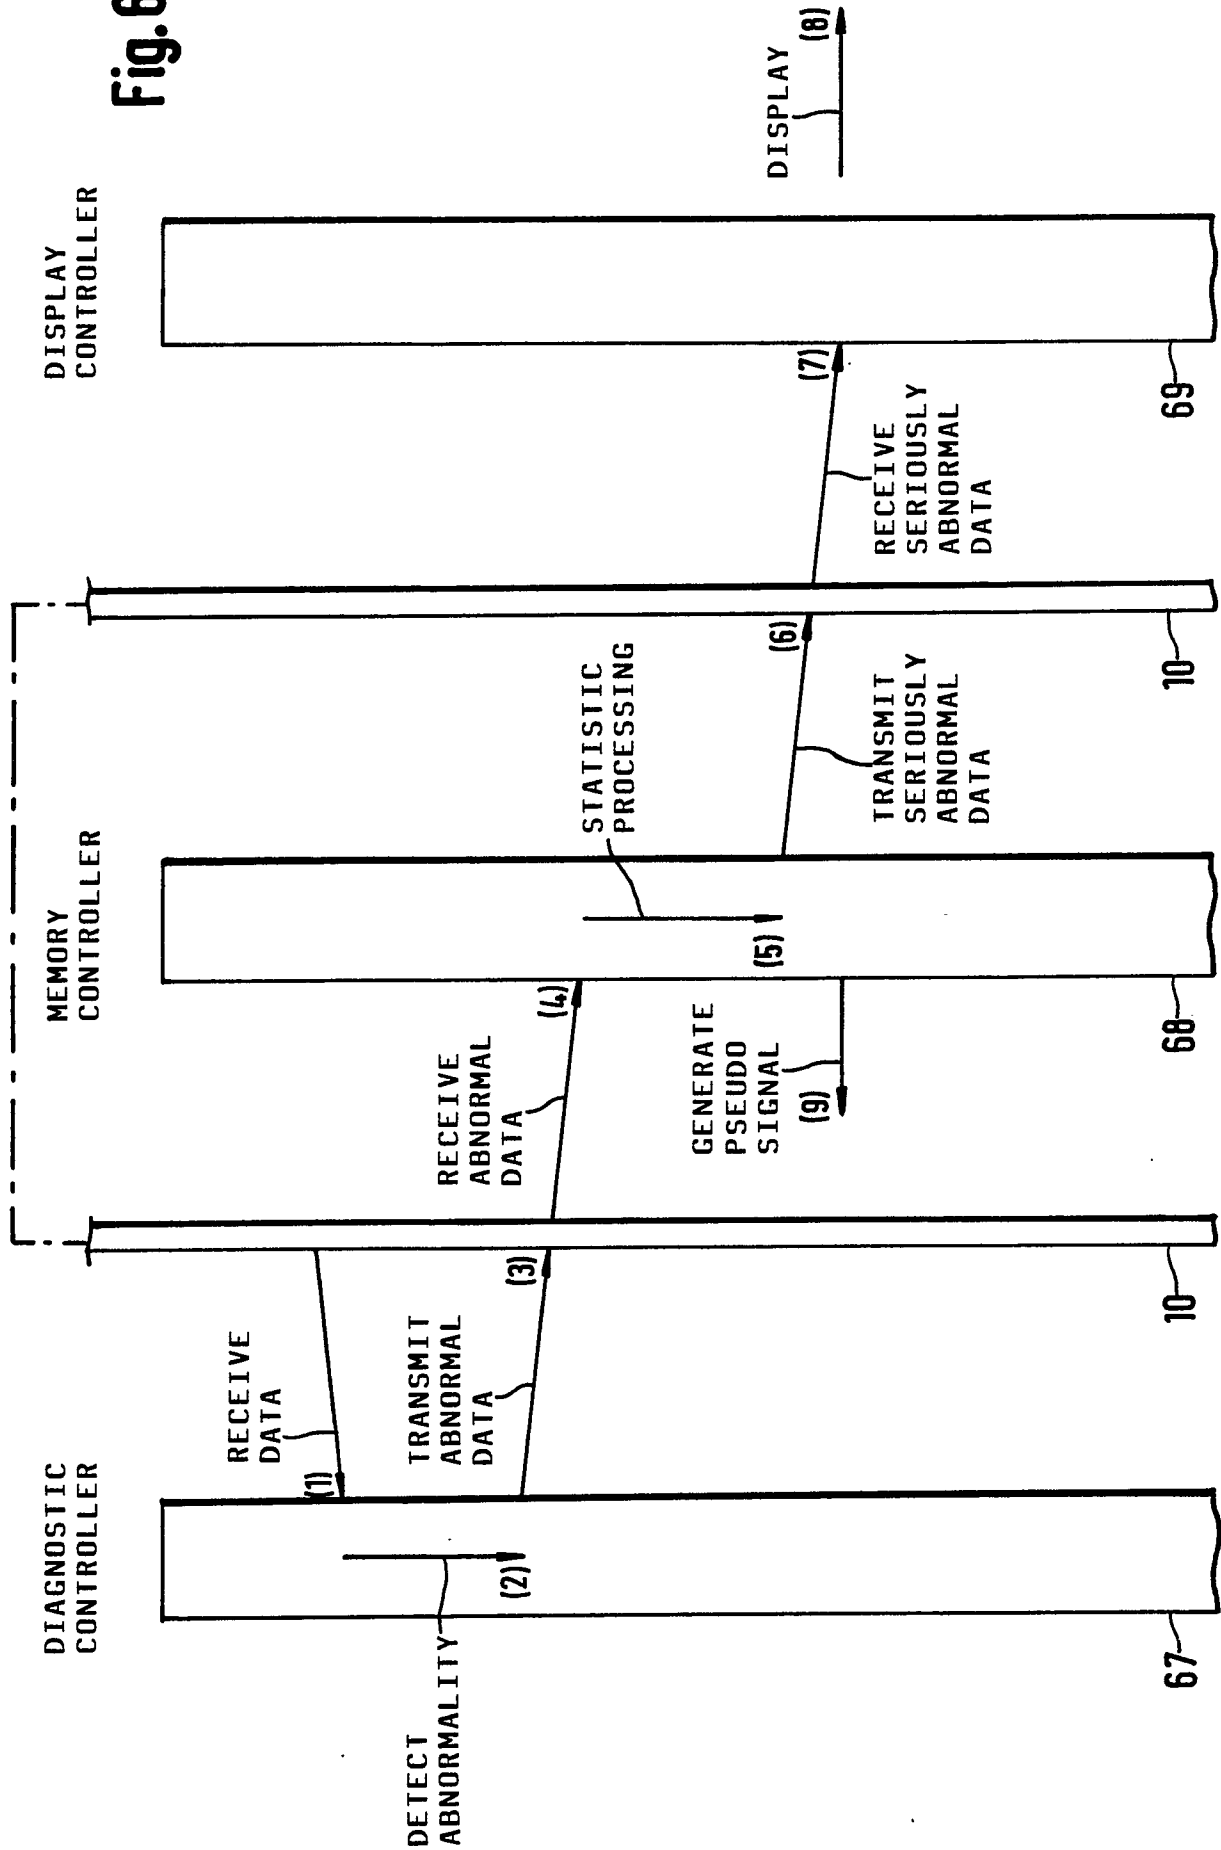 Fig.6
DIAGNOSTIC
CONTROLLER
MEMORY
CONTROLLER
DISPLAY
CONTROLLER
RECEIVE
DATA
(1)
DETECT
ABNORMALITY
(2)
TRANSMIT
ABNORMAL
DATA
(3)
RECEIVE
ABNORMAL
DATA
(4)
STATISTIC
PROCESSING
(5)
GENERATE
PSEUDO
SIGNAL
(9)
TRANSMIT
SERIOUSLY
ABNORMAL
DATA
(6)
RECEIVE
SERIOUSLY
ABNORMAL
DATA
(7)
DISPLAY
(8)
67
10
68
10
69